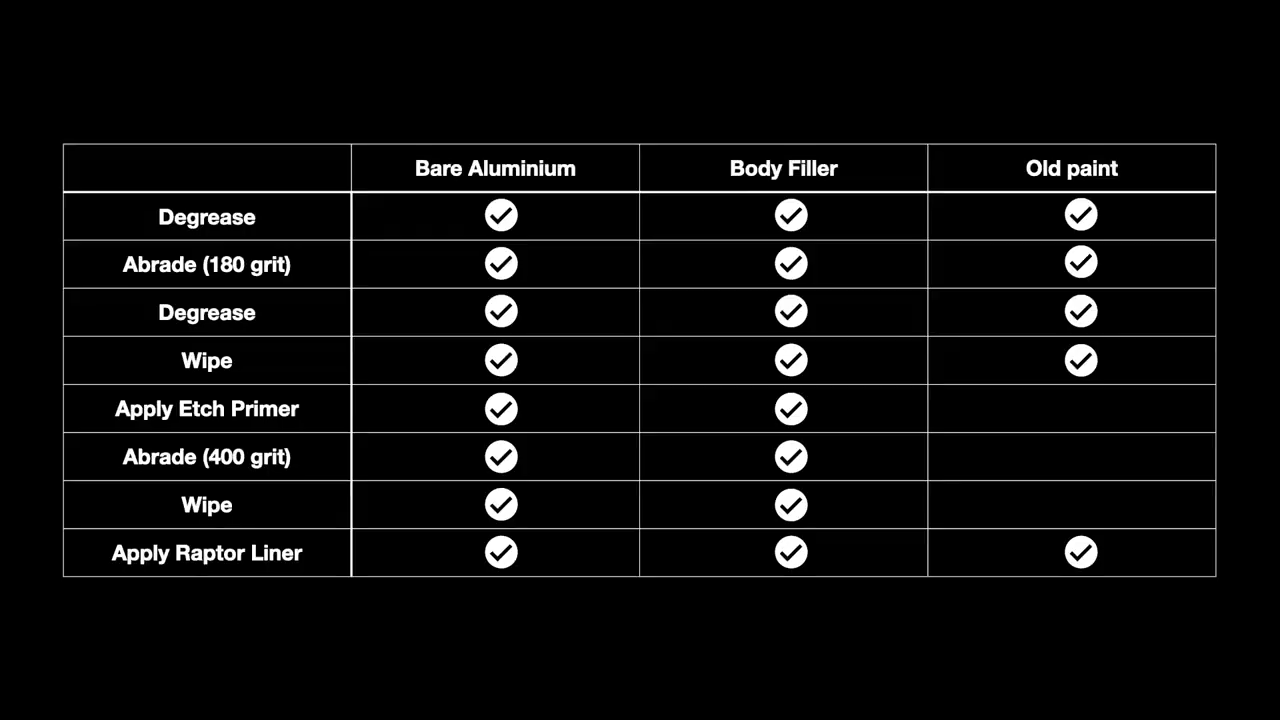 Bare Aluminium Body Filler Old paint
Degrease
Abrade (180 grit)
Degrease
Wipe
Apply Etch Primer
Abrade (400 grit)
Wipe
Apply Raptor Liner